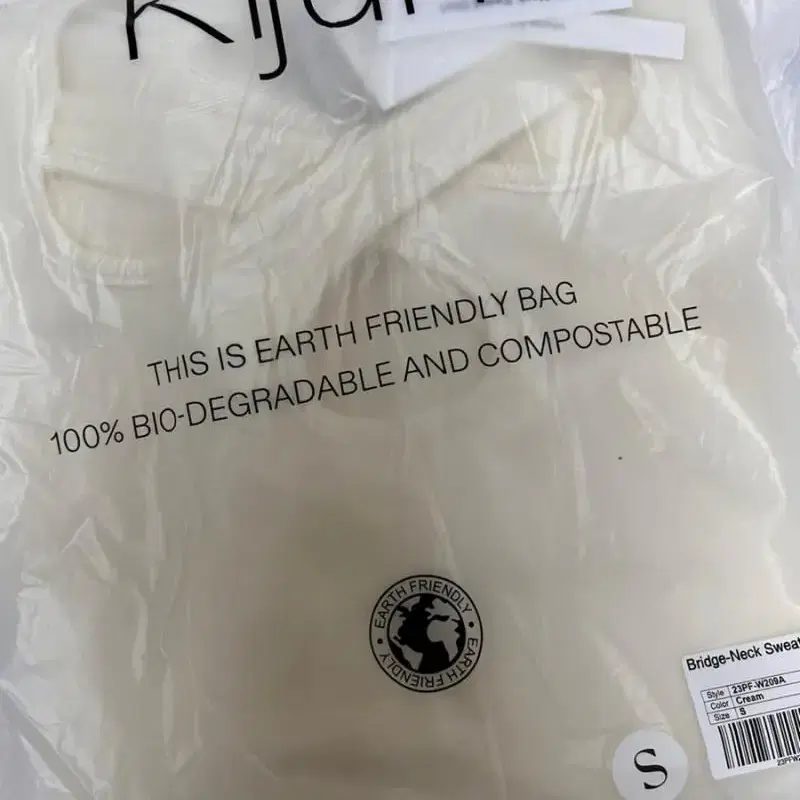 THIS IS EARTH FRIENDLY BAG
100% BIO-DEGRADABLE AND COMPOSTABLE
EARTH FRIENDLY • EARTH FRIENDLY •
Bridge-Neck
Style 23PF-W209A
Color Cream
Size S
S